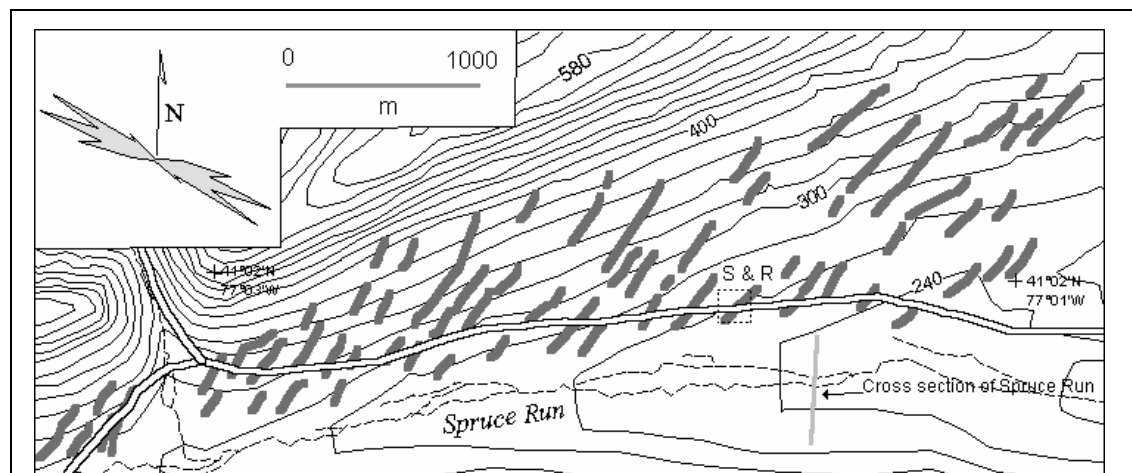 0 1000
m
N
580
400
300
41°02'N
77°03'W
S & R
240
41°02'N
77°01'W
Cross section of Spruce Run
Spruce Run